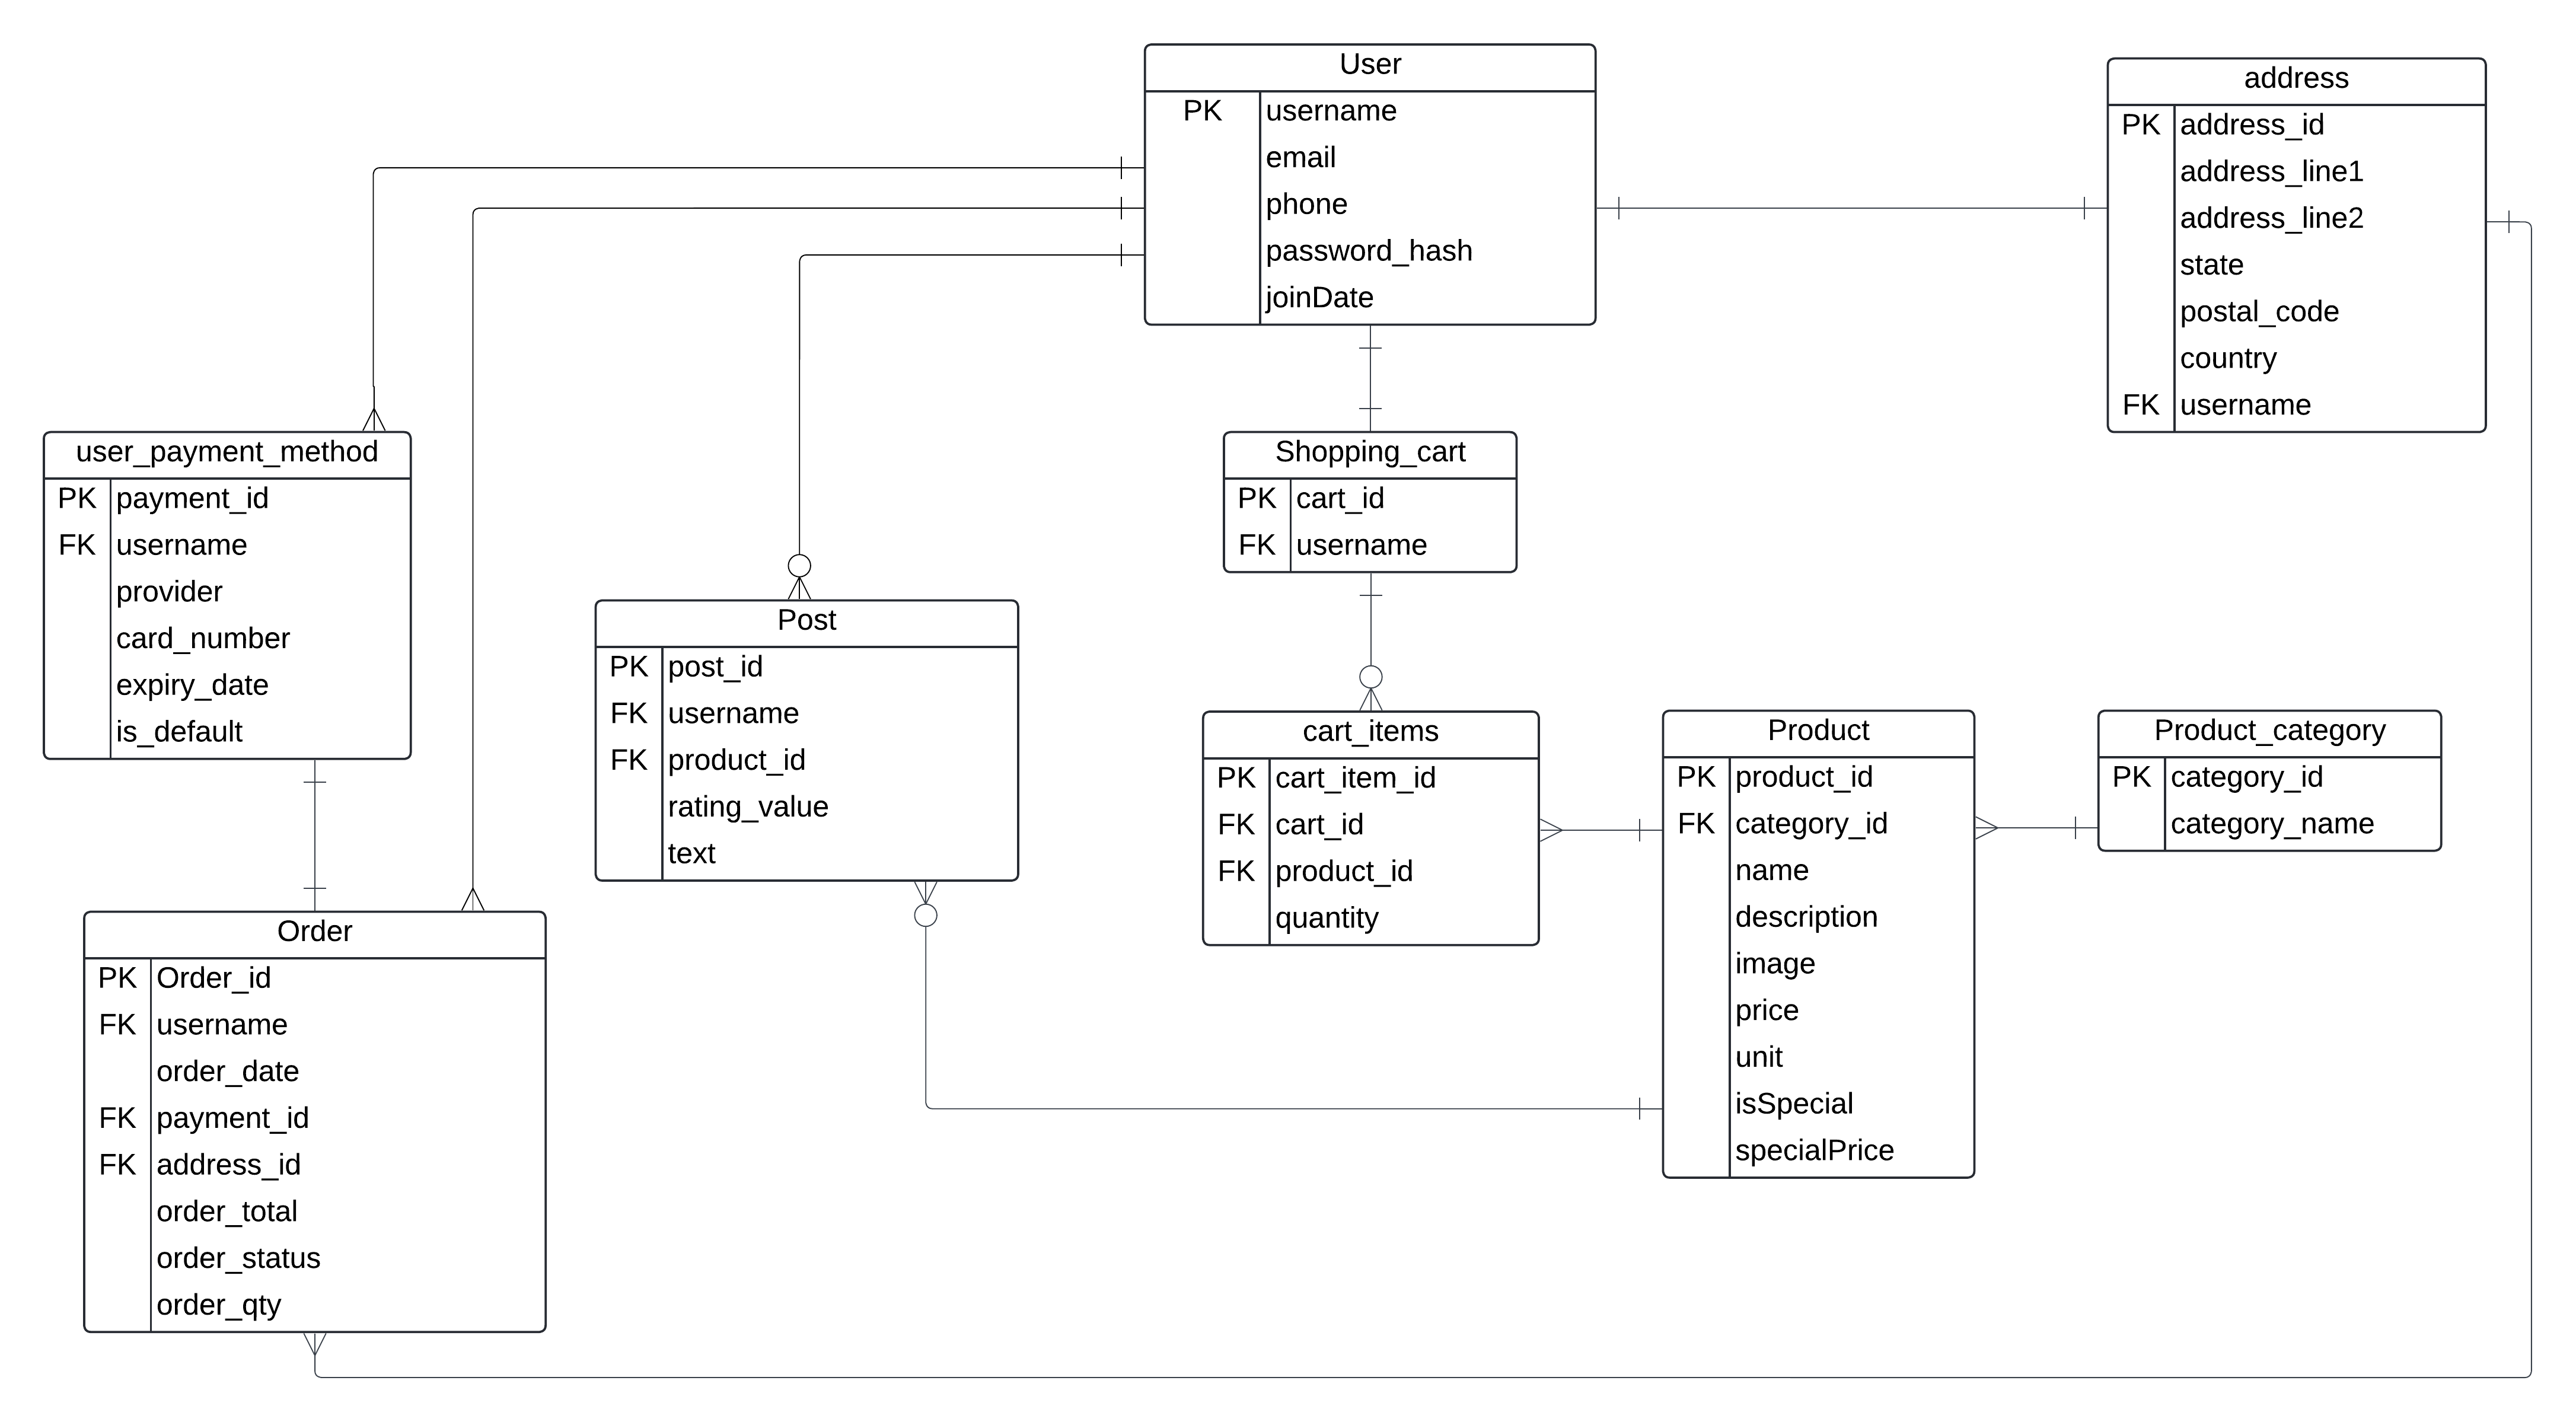 User
PK username
email
phone
password_hash
joinDate
address
PK address_id
address_line1
address_line2
state
postal_code
country
FK username
user_payment_method
PK payment_id
FK username
provider
card_number
expiry_date
is_default
Shopping_cart
PK cart_id
FK username
Post
PK post_id
FK username
FK product_id
rating_value
text
cart_items
PK cart_item_id
FK cart_id
FK product_id
quantity
Product
PK product_id
FK category_id
name
description
image
price
unit
isSpecial
specialPrice
Product_category
PK category_id
category_name
Order
PK Order_id
FK username
order_date
FK payment_id
FK address_id
order_total
order_status
order_qty